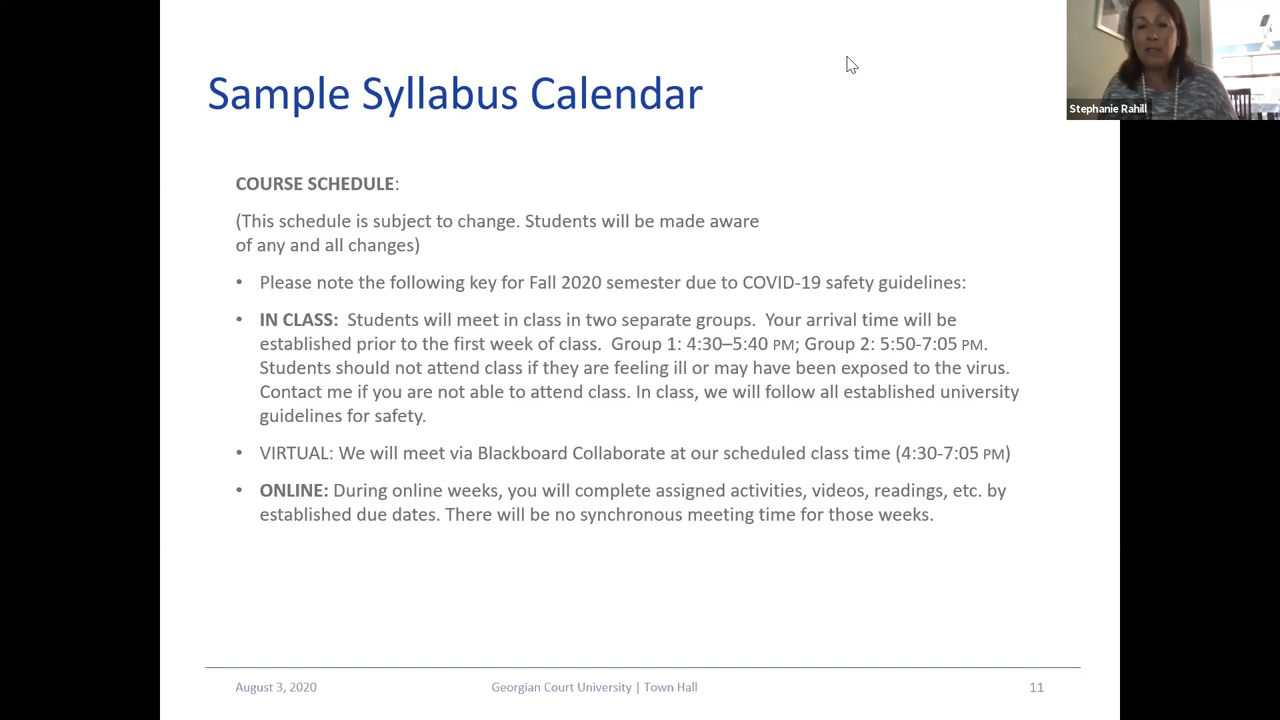 Stephanie Rahill
Sample Syllabus Calendar
COURSE SCHEDULE:
(This schedule is subject to change. Students will be made aware
of any and all changes)
• Please note the following key for Fall 2020 semester due to COVID-19 safety guidelines:
• IN CLASS:  Students will meet in class in two separate groups.  Your arrival time will be
established prior to the first week of class.  Group 1: 4:30–5:40 PM; Group 2: 5:50-7:05 PM.
Students should not attend class if they are feeling ill or may have been exposed to the virus.
Contact me if you are not able to attend class. In class, we will follow all established university
guidelines for safety.
• VIRTUAL: We will meet via Blackboard Collaborate at our scheduled class time (4:30-7:05 PM)
• ONLINE: During online weeks, you will complete assigned activities, videos, readings, etc. by
established due dates. There will be no synchronous meeting time for those weeks.
August 3, 2020
Georgian Court University | Town Hall
11